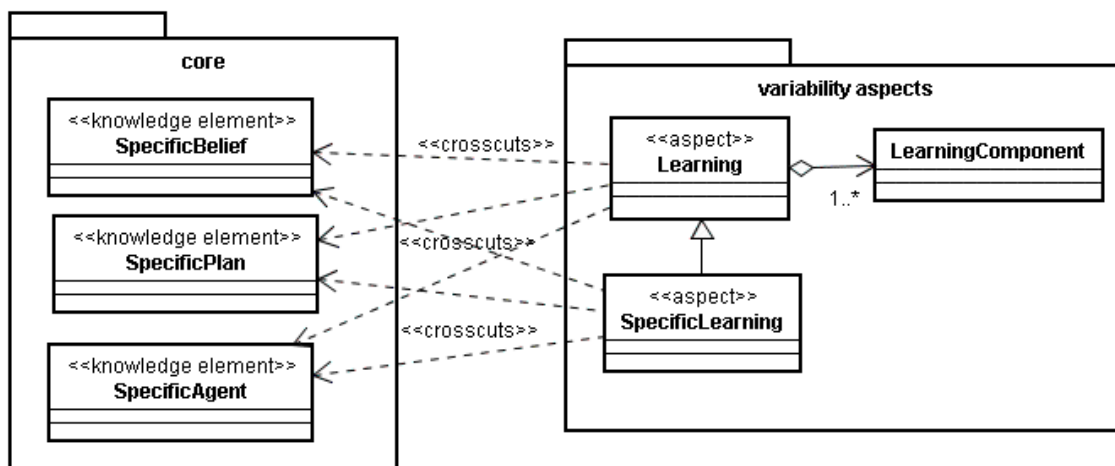 core
<<knowledge element>>
SpecificBelief
<<knowledge element>>
SpecificPlan
<<knowledge element>>
SpecificAgent
<<crosscuts>>
<<crosscuts>>
<<crosscuts>>
variability aspects
<<aspect>>
Learning
LearningComponent
1..*
<<aspect>>
SpecificLearning